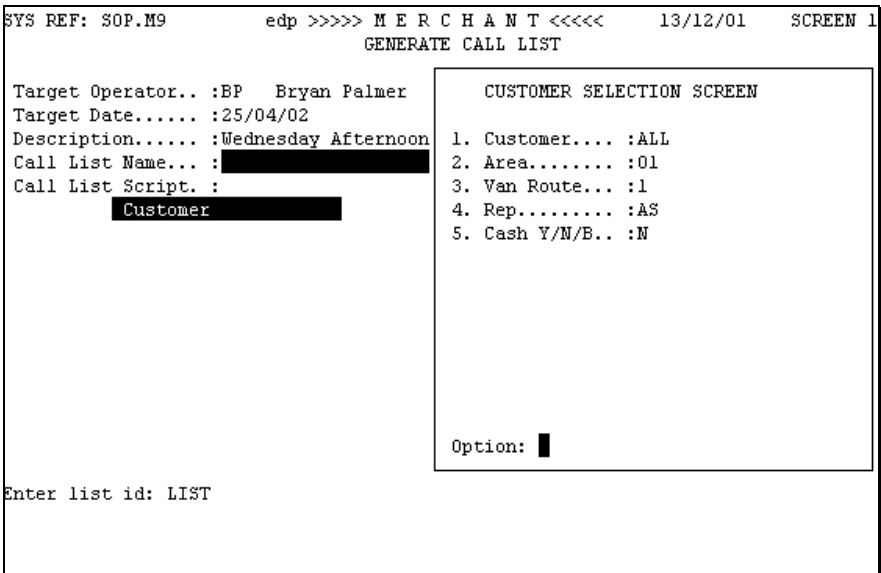 SYS REF: SOP.M9 edp >>>>> M E R C H A N T <<<<< 13/12/01 SCREEN 1
GENERATE CALL LIST
Target Operator.. :BP Bryan Palmer
Target Date...... :25/04/02
Description...... :Wednesday Afternoon
Call List Name... :
Call List Script. :
Customer
CUSTOMER SELECTION SCREEN
1. Customer.... :ALL
2. Area........ :01
3. Van Route... :1
4. Rep......... :AS
5. Cash Y/N/B.. :N
Option:
Enter list id: LIST